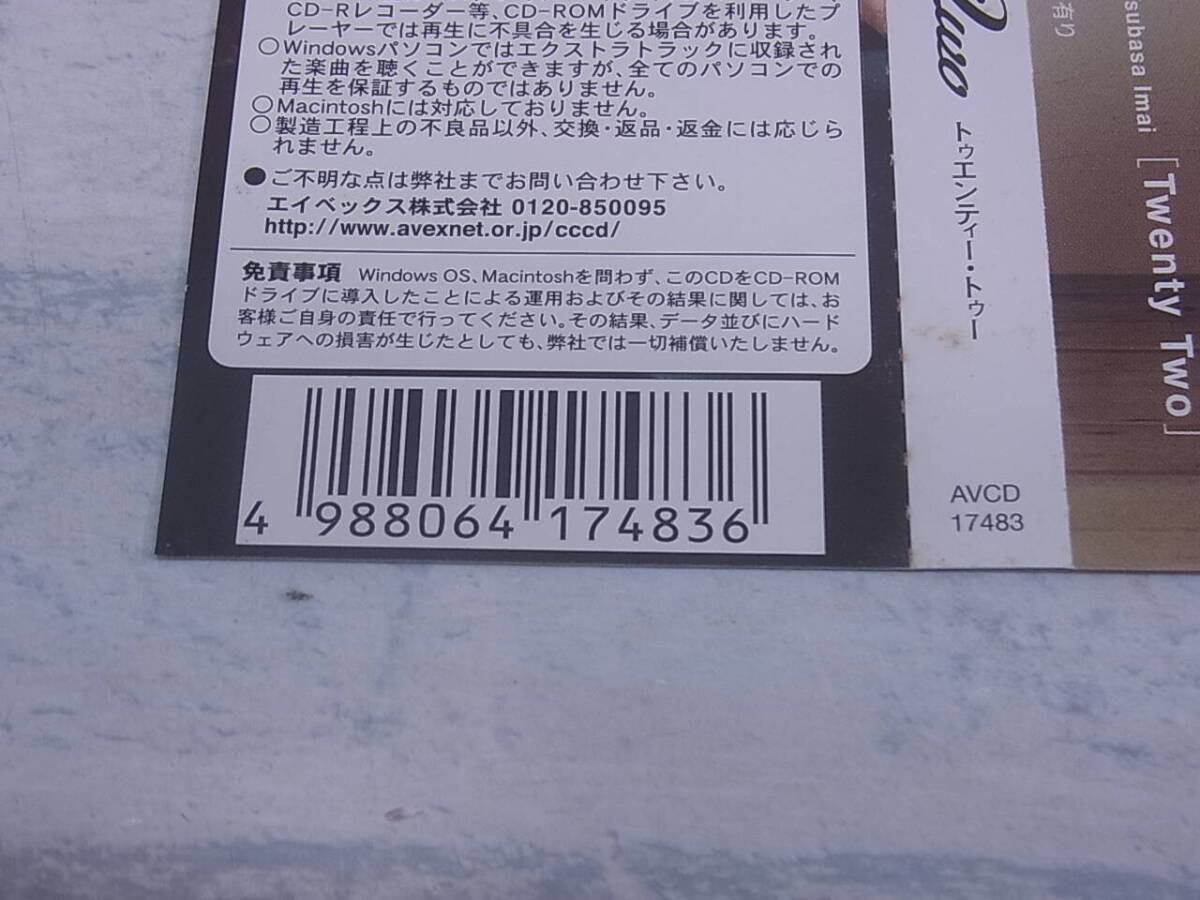 CD-Rレコーダー等、CD-ROMドライブを利用したプ
レーヤーでは再生に不具合を生じる場合があります。
○Windowsパソコンではエクストラトラックに収録され
た楽曲を聴くことができますが、全てのパソコンでの
再生を保証するものではありません。
○Macintoshには対応しておりません。
○製造工程上の不良品以外、交換・返品・返金には応じら
れません。
●ご不明な点は弊社までお問い合わせ下さい。
エイベックス株式会社 0120-850095
http://www.avexnet.or.jp/cccd/
免責事項 Windows OS、Macintoshを問わず、このCDをCD-ROM
ドライブに導入したことによる運用およびその結果に関しては、お
客様ご自身の責任で行ってください。その結果、データ並びにハード
ウェアへの損害が生じたとしても、弊社では一切補償いたしません。
4 988064 174836
トゥエンティー・トゥー
AVCD
17483
有り
subasa Imai [Twenty Two]